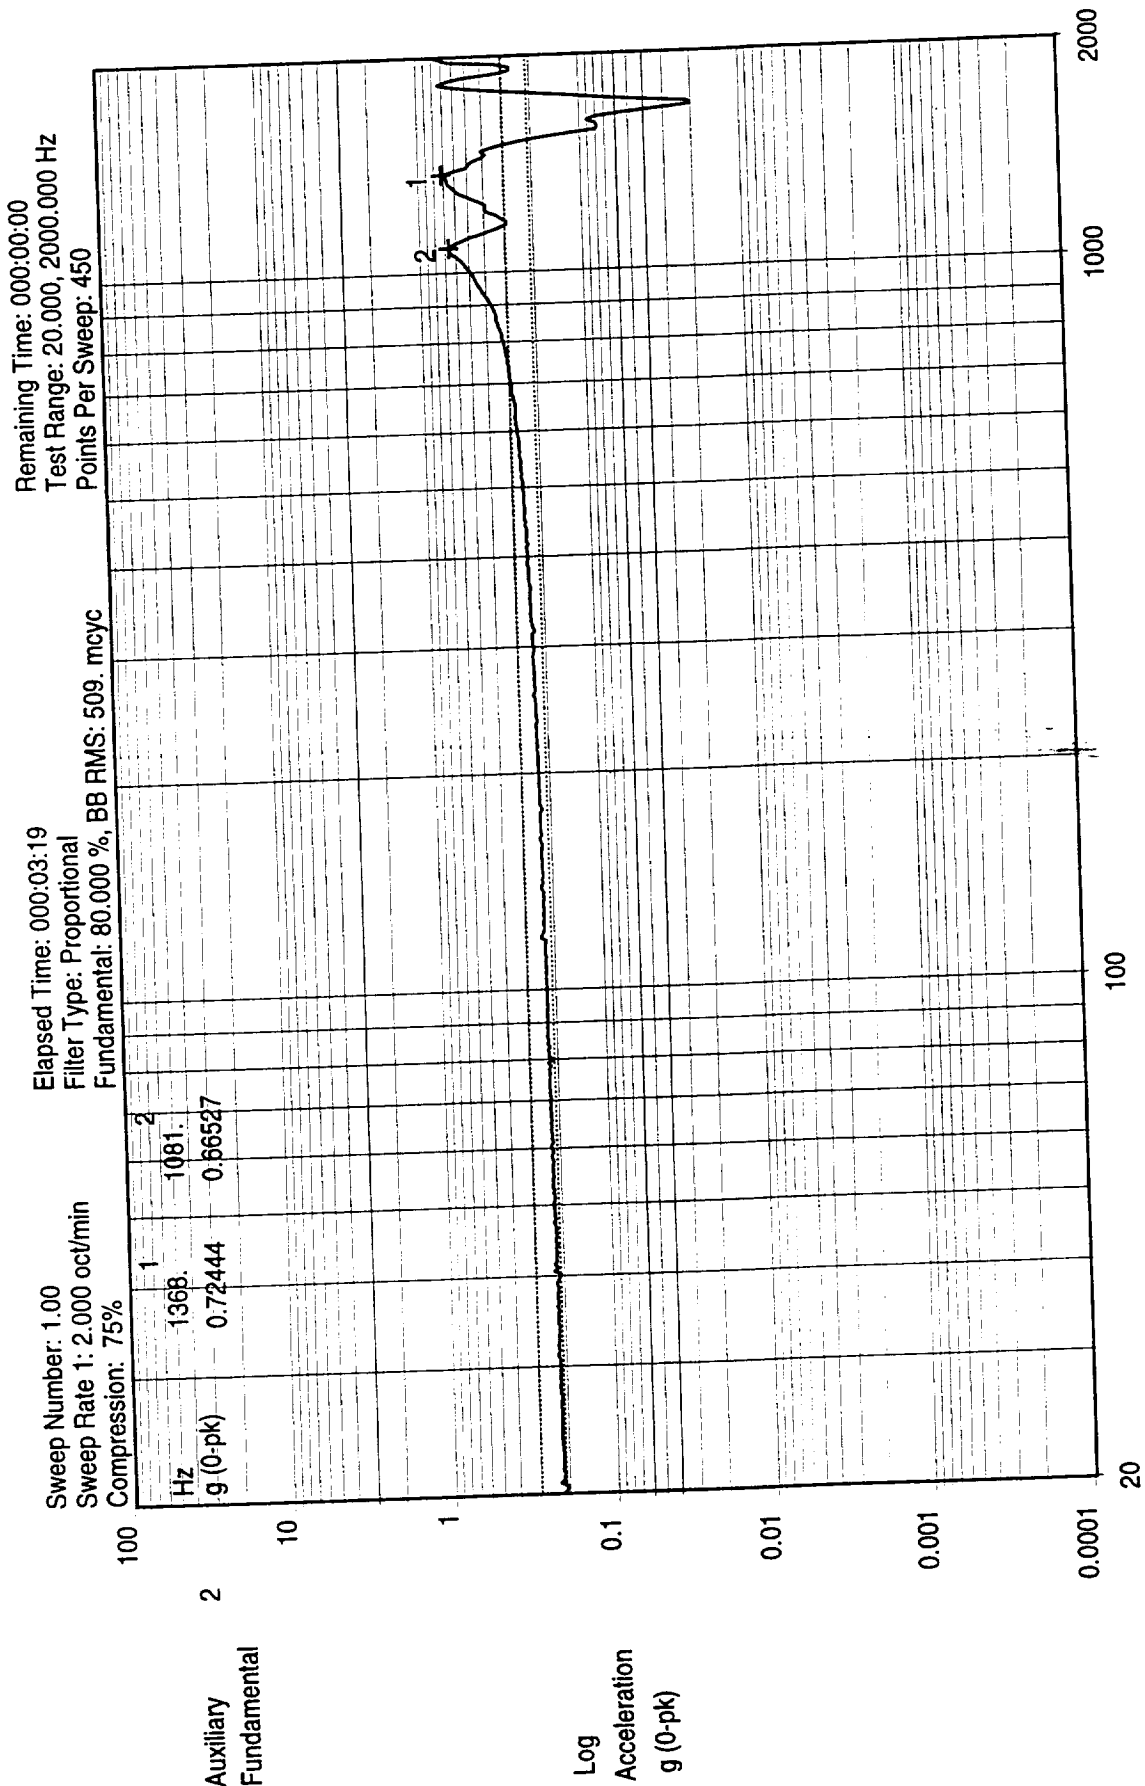 Sweep Number: 1.00
Sweep Rate 1: 2.000 oct/min
Compression: 75%
Elapsed Time: 000:03:19
Filter Type: Proportional
Fundamental: 80.000 %, BB RMS: 509. mcyc
Remaining Time: 000:00:00
Test Range: 20.000, 2000.000 Hz
Points Per Sweep: 450
1 2
Hz 1368. 1081.
g (0-pk) 0.72444 0.66527
Auxiliary 2
Fundamental
Log
Acceleration
g (0-pk)
100
10
1
0.1
0.01
0.001
0.0001
2 1
20 100 1000 2000